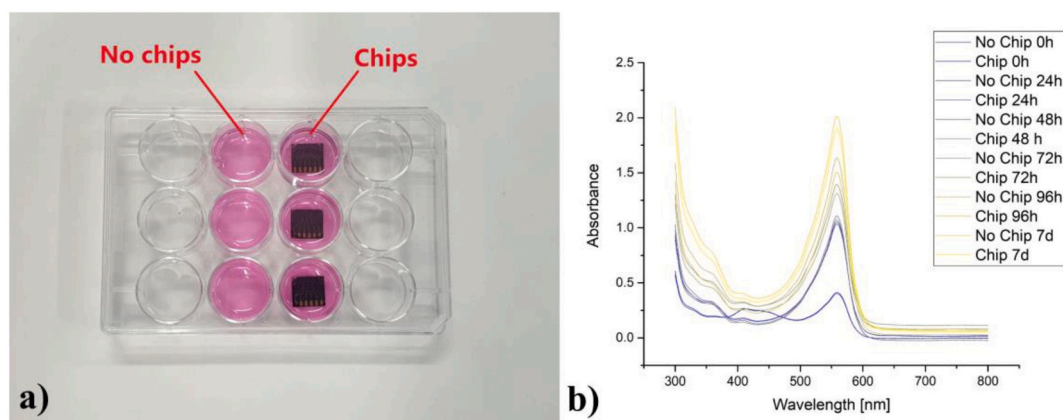 No chips
Chips
a)
No Chip 0h
Chip 0h
No Chip 24h
Chip 24h
No Chip 48h
Chip 48 h
No Chip 72h
Chip 72h
No Chip 96h
Chip 96h
No Chip 7d
Chip 7d
2.5
2.0
1.5
1.0
0.5
0.0
Absorbance
300 400 500 600 700 800
Wavelength [nm]
b)